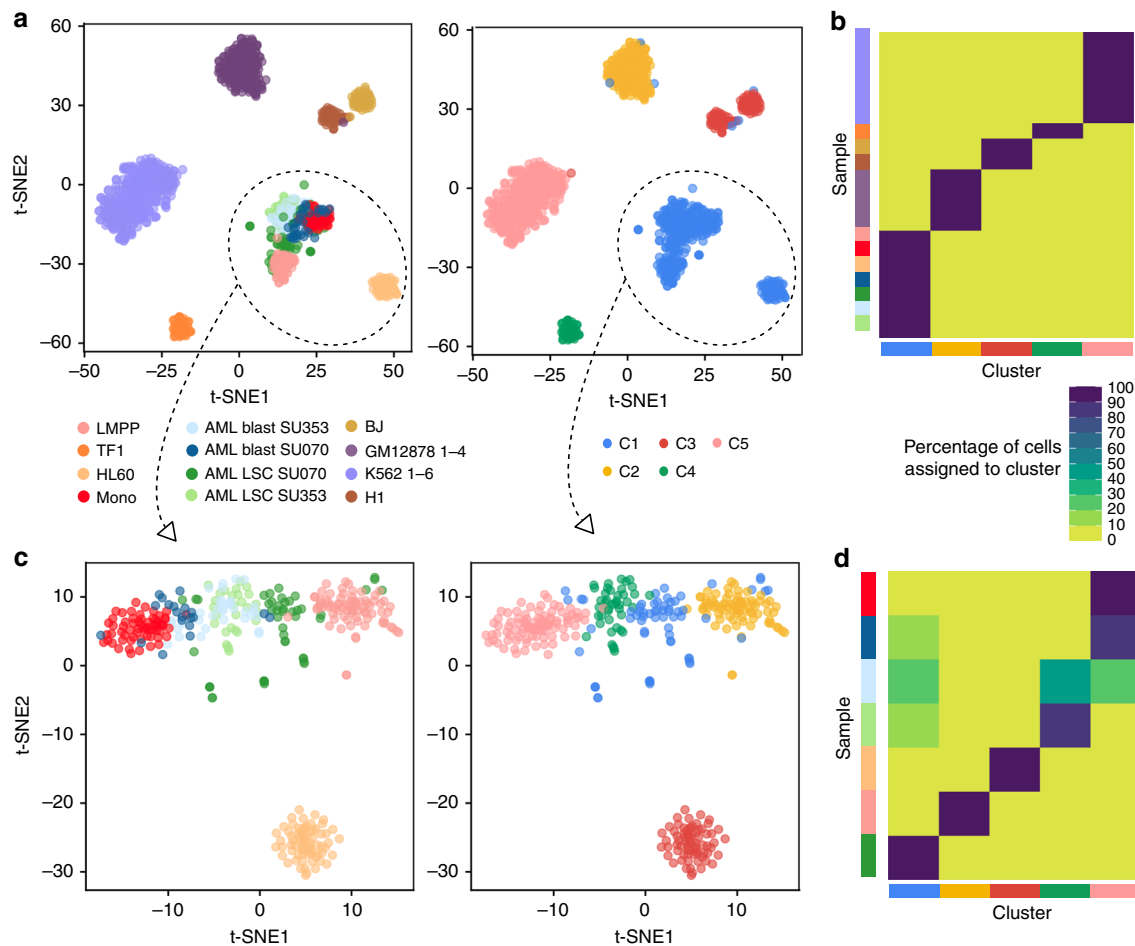 a
b
60
30
0
−30
−60
t-SNE2
−50
−25
0
25
50
t-SNE1
60
30
0
−30
−60
−50
−25
0
25
50
t-SNE1
Sample
Cluster
LMPP
TF1
HL60
Mono
AML blast SU353
AML blast SU070
AML LSC SU070
AML LSC SU353
BJ
GM12878 1–4
K562 1–6
H1
C1
C3
C5
C2
C4
Percentage of cells
assigned to cluster
100
90
80
70
60
50
40
30
20
10
0
c
d
10
0
−10
−20
−30
t-SNE2
−10
0
10
t-SNE1
10
0
−10
−20
−30
−10
0
10
t-SNE1
Sample
Cluster